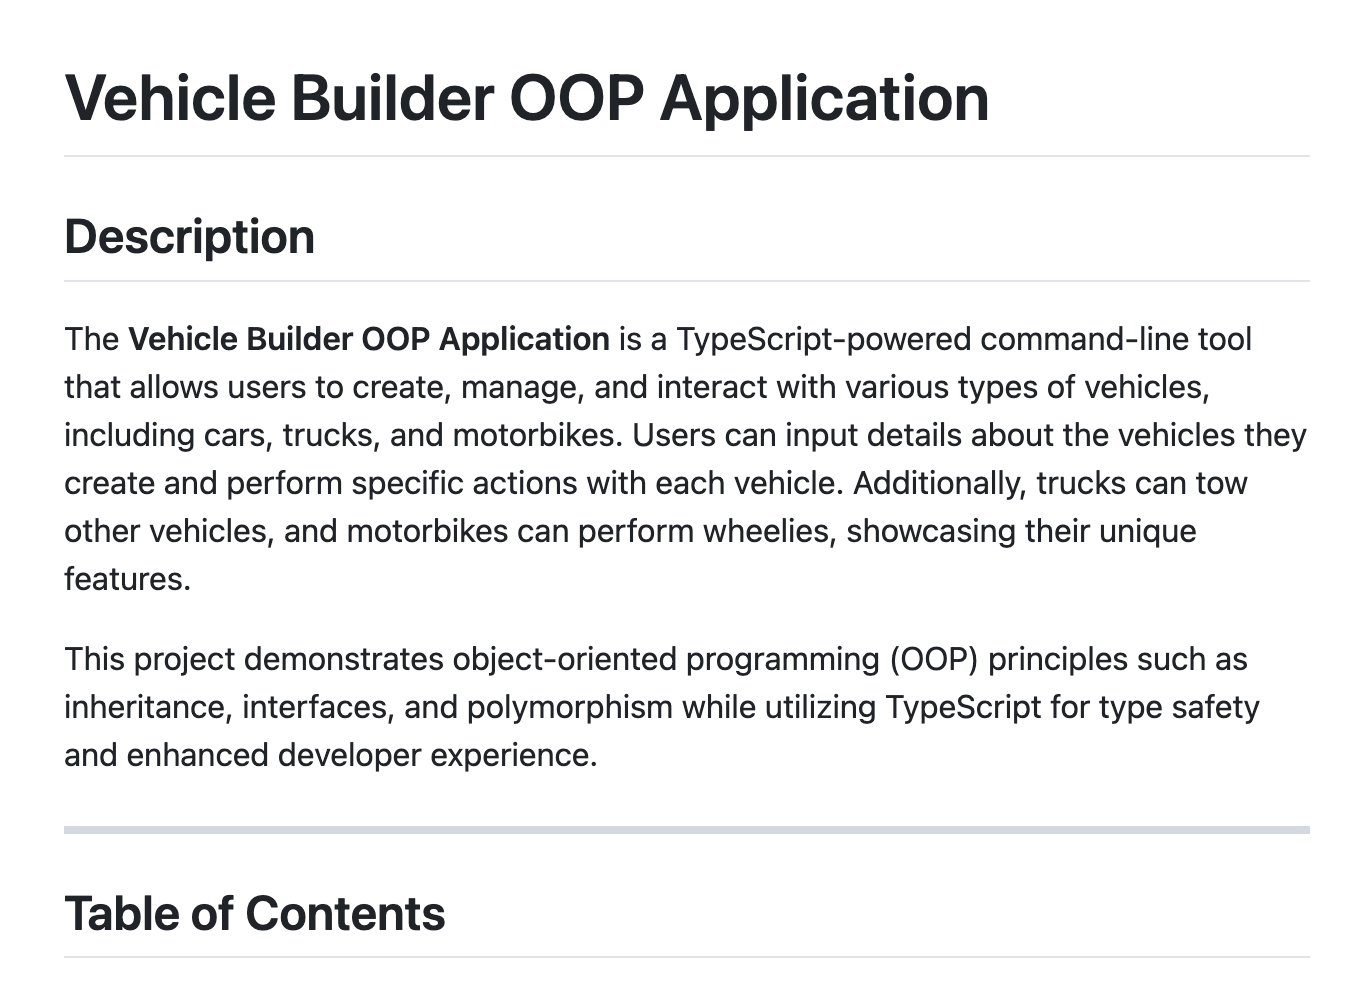 Vehicle Builder OOP Application
Description
The Vehicle Builder OOP Application is a TypeScript-powered command-line tool
that allows users to create, manage, and interact with various types of vehicles,
including cars, trucks, and motorbikes. Users can input details about the vehicles they
create and perform specific actions with each vehicle. Additionally, trucks can tow
other vehicles, and motorbikes can perform wheelies, showcasing their unique
features.
This project demonstrates object-oriented programming (OOP) principles such as
inheritance, interfaces, and polymorphism while utilizing TypeScript for type safety
and enhanced developer experience.
Table of Contents